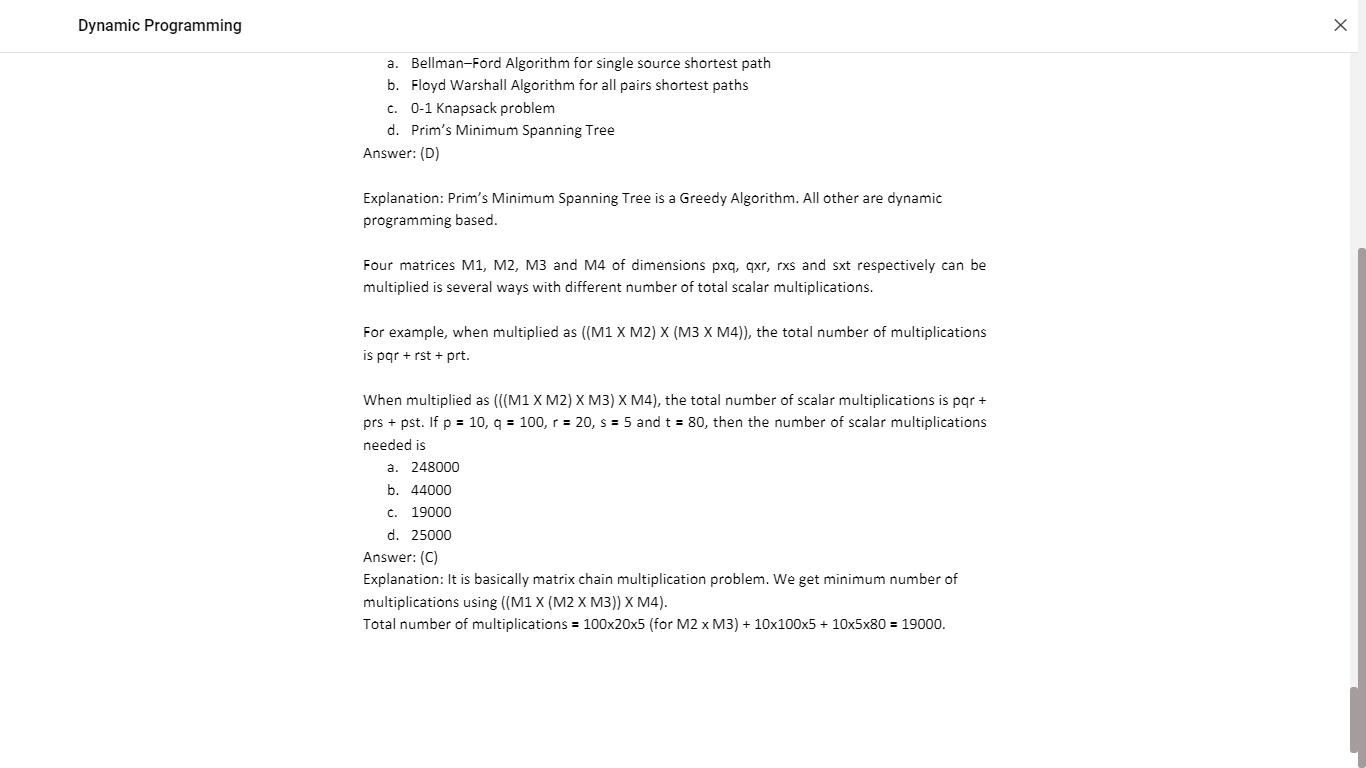 Dynamic Programming
a. Bellman–Ford Algorithm for single source shortest path
b. Floyd Warshall Algorithm for all pairs shortest paths
c. 0-1 Knapsack problem
d. Prim’s Minimum Spanning Tree
Answer: (D)
Explanation: Prim’s Minimum Spanning Tree is a Greedy Algorithm. All other are dynamic
programming based.
Four matrices M1, M2, M3 and M4 of dimensions pxq, qxr, rxs and sxt respectively can be
multiplied is several ways with different number of total scalar multiplications.
For example, when multiplied as ((M1 X M2) X (M3 X M4)), the total number of multiplications
is pqr + rst + prt.
When multiplied as (((M1 X M2) X M3) X M4), the total number of scalar multiplications is pqr +
prs + pst. If p = 10, q = 100, r = 20, s = 5 and t = 80, then the number of scalar multiplications
needed is
a. 248000
b. 44000
c. 19000
d. 25000
Answer: (C)
Explanation: It is basically matrix chain multiplication problem. We get minimum number of
multiplications using ((M1 X (M2 X M3)) X M4).
Total number of multiplications = 100x20x5 (for M2 x M3) + 10x100x5 + 10x5x80 = 19000.